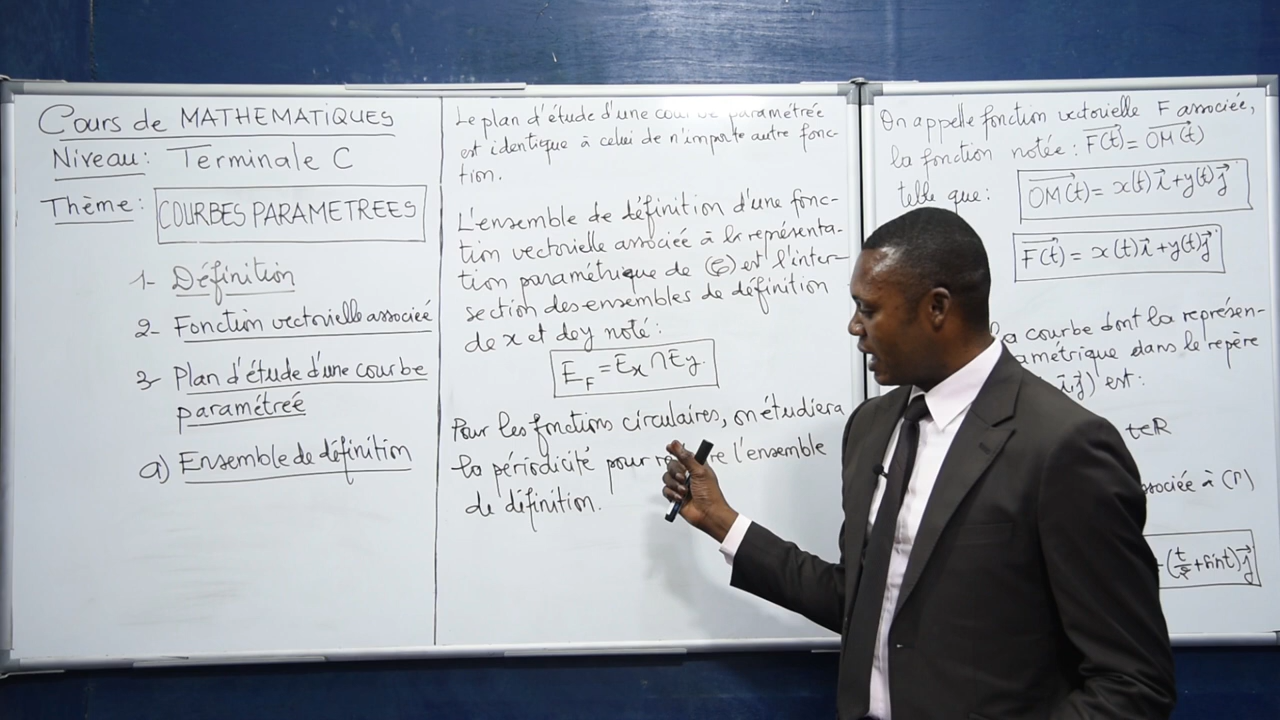 Cours de MATHEMATIQUES
Niveau: Terminale C
Thème: COURBES PARAMETREES
1- Définition
2- Fonction vectorielle associée
3- Plan d'étude d'une courbe
paramétrée
a) Ensemble de définition
Le plan d'étude d'une paramétrée
est identique à celui de n'importe autre fonc-
tion.
L'ensemble de définition d'une fonc-
tion vectorielle associée à la représenta-
tion paramétrique de (C) est l'inter-
section des ensembles de définition
de x et de y noté:
E_F = E_x ∩ E_y.
Pour les fonctions circulaires, on étudiera
la périodicité pour l'ensemble
de définition.
On appelle fonction vectorielle F associée,
la fonction notée: F(t) = OM(t)
telle que:
OM(t) = x(t)i + y(t)j
F(t) = x(t)i + y(t)j
la courbe dont la représen-
amétrique dans le repère
i,j) est:
t∈R
sociée à (Γ)
+ sint)j